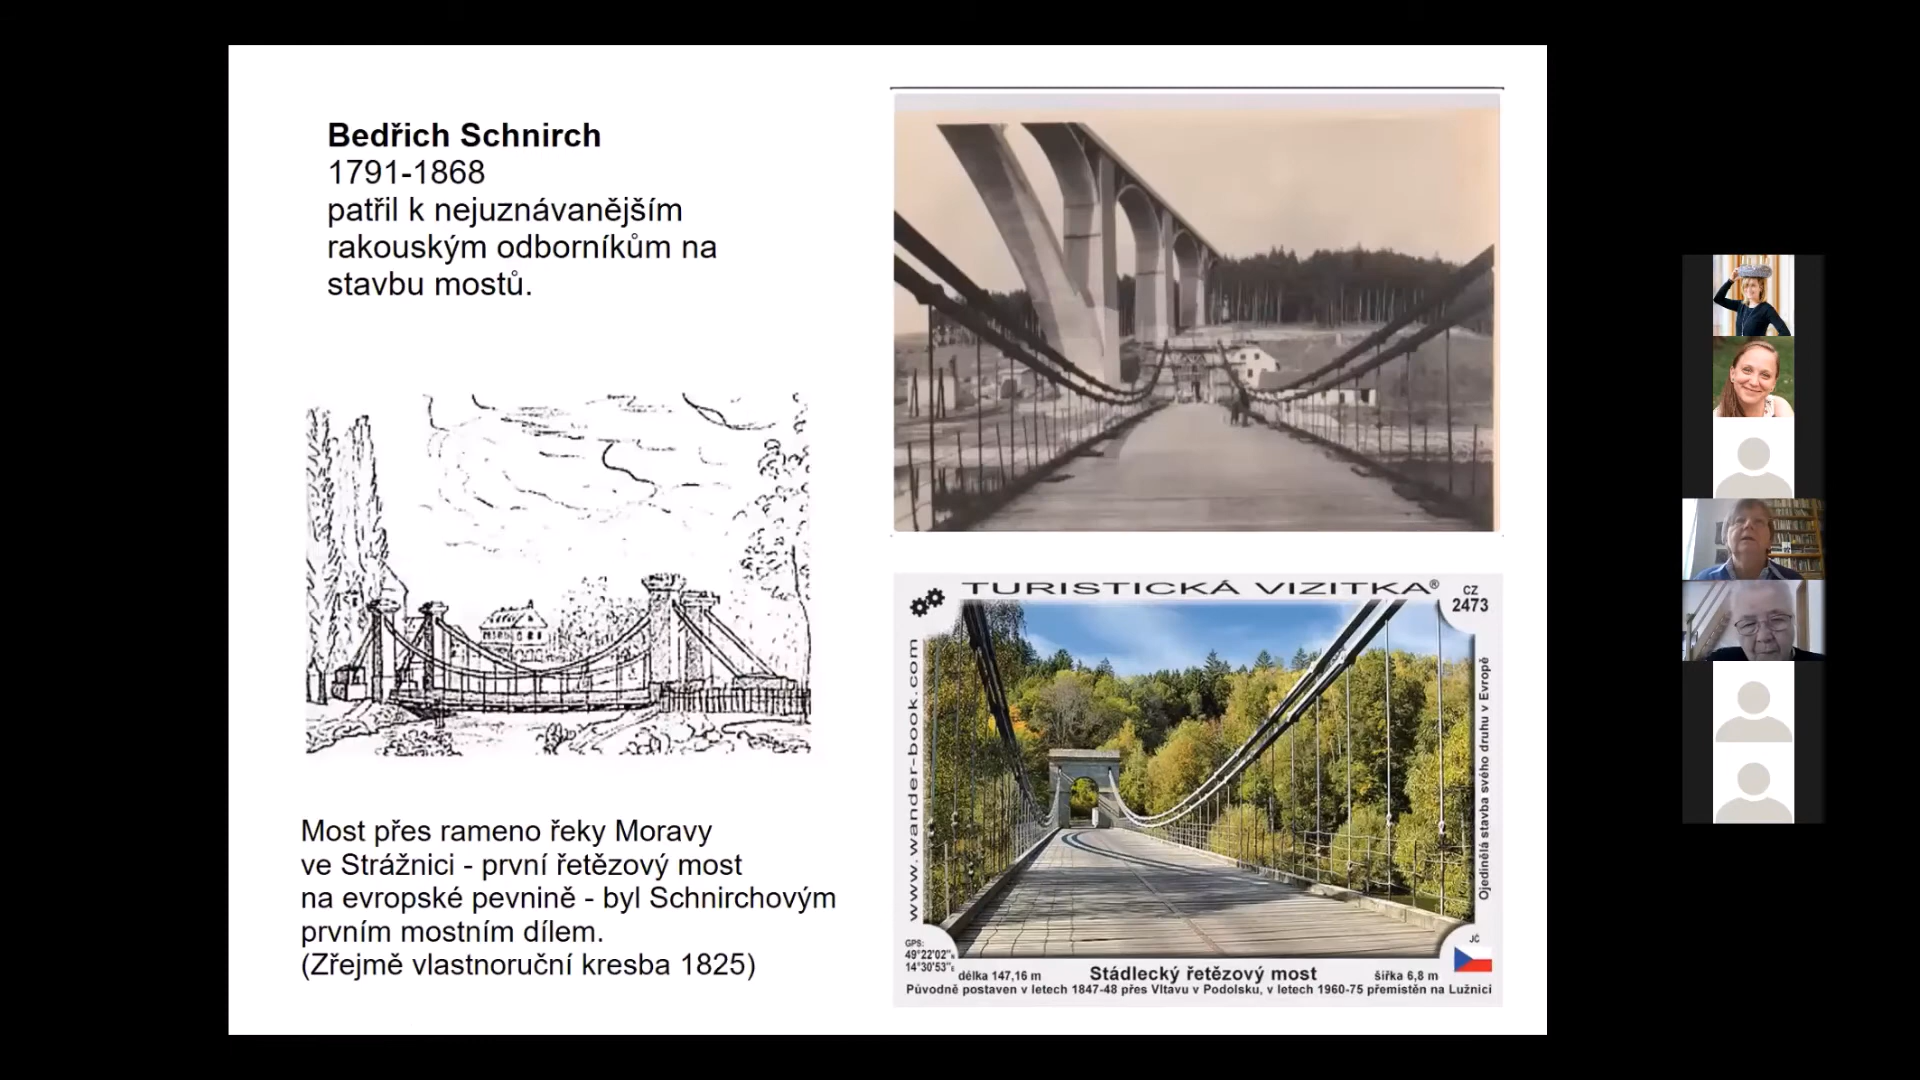 Bedřich Schnirch
1791-1868
patřil k nejuznávanějším
rakouským odborníkům na
stavbu mostů.
Most přes rameno řeky Moravy
ve Strážnici - první řetězový most
na evropské pevnině - byl Schnirchovým
prvním mostním dílem.
(Zřejmě vlastnoruční kresba 1825)
TURISTICKÁ VIZITKA®
CZ
2473
www.wander-book.com
Ojedinělá stavba svého druhu v Evropě
GPS:
49°22'02"N
14°30'53"E
JČ
délka 147,16 m
Stádlecký řetězový most
šířka 6,8 m
Původně postaven v letech 1847-48 přes Vltavu v Podolsku, v letech 1960-75 přemístěn na Lužnici